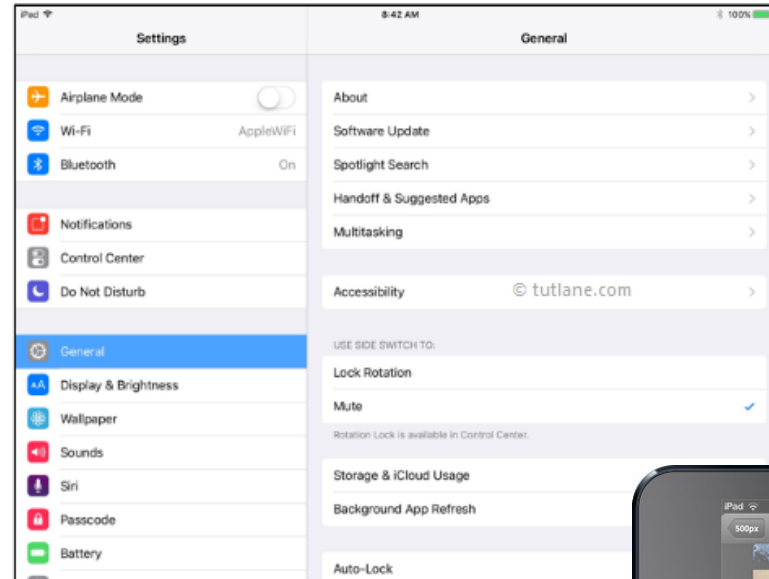 iPad 8:42 AM 100%
Settings General
Airplane Mode
Wi-Fi AppleWiFi
Bluetooth On
Notifications
Control Center
Do Not Disturb
General
Display & Brightness
Wallpaper
Sounds
Siri
Passcode
Battery
About
Software Update
Spotlight Search
Handoff & Suggested Apps
Multitasking
Accessibility
© tutlane.com
USE SIDE SWITCH TO:
Lock Rotation
Mute
Rotation Lock is available in Control Center.
Storage & iCloud Usage
Background App Refresh
Auto-Lock
iPad
500px